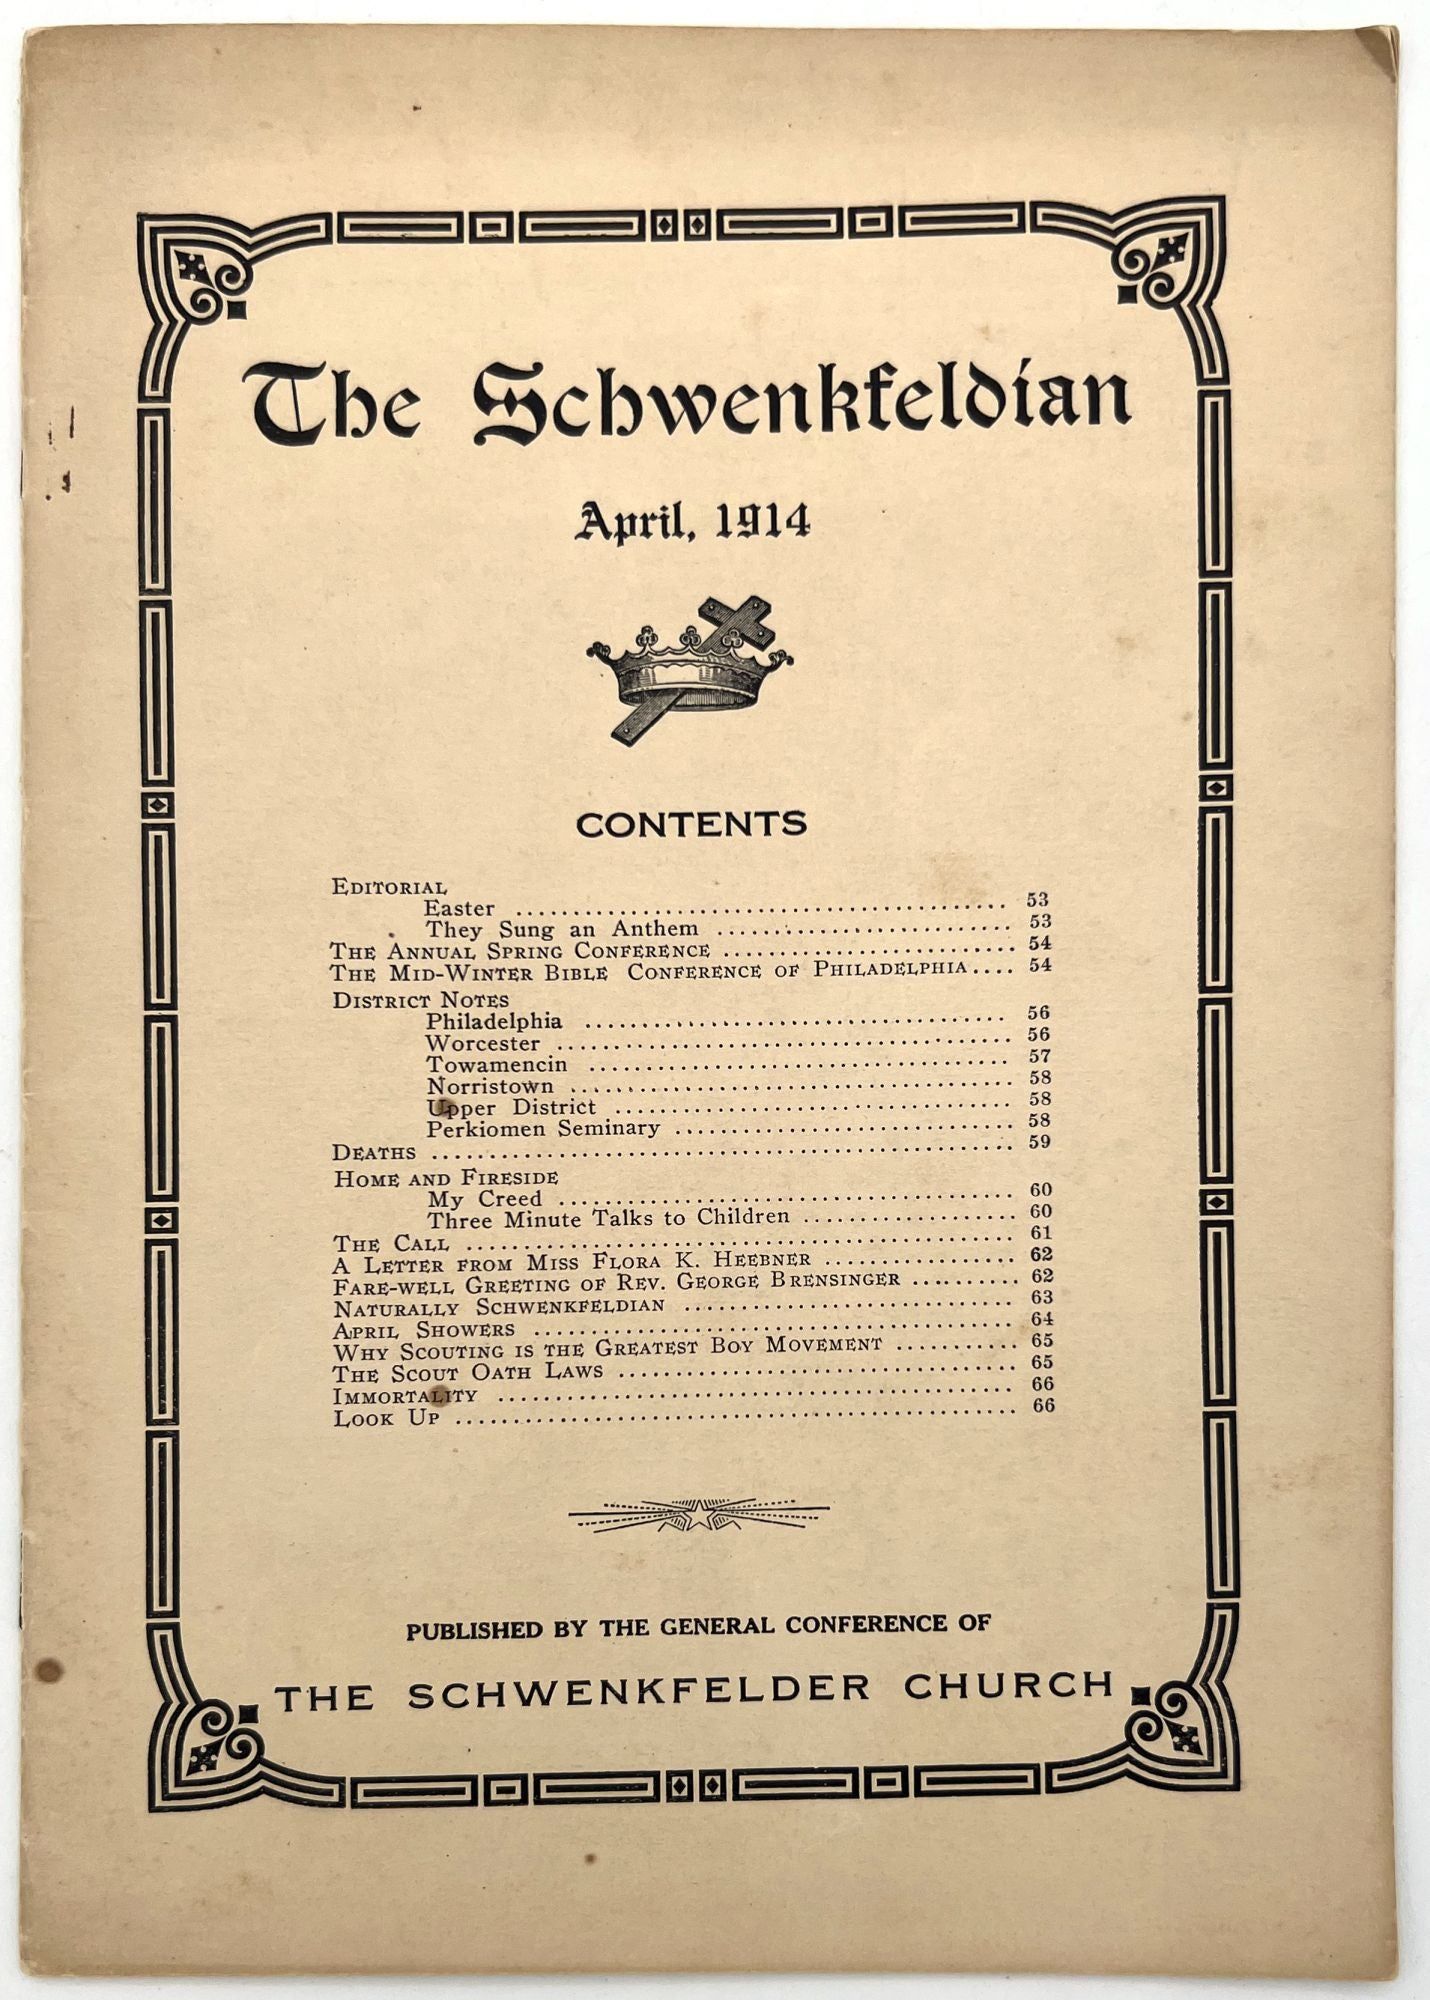 The Schwenkfeldian
April, 1914
CONTENTS
EDITORIAL
Easter ........................................ 53
They Sung an Anthem ........................... 53
THE ANNUAL SPRING CONFERENCE ........................... 54
THE MID-WINTER BIBLE CONFERENCE OF PHILADELPHIA.... 54
DISTRICT NOTES
Philadelphia .................................... 56
Worcester ....................................... 56
Towamencin ..................................... 57
Norristown ...................................... 58
Upper District ................................... 58
Perkiomen Seminary .............................. 58
DEATHS .................................................. 59
HOME AND FIRESIDE
My Creed ....................................... 60
Three Minute Talks to Children ................... 60
THE CALL ............................................... 61
A LETTER FROM MISS FLORA K. HEEBNER ................. 62
FARE-WELL GREETING OF REV. GEORGE BRENSINGER .......... 62
NATURALLY SCHWENKFELDIAN ............................. 63
APRIL SHOWERS .......................................... 64
WHY SCOUTING IS THE GREATEST BOY MOVEMENT ........... 65
THE SCOUT OATH LAWS ................................... 65
IMMORTALITY ............................................. 66
LOOK UP ................................................. 66
PUBLISHED BY THE GENERAL CONFERENCE OF
THE SCHWENKFELDER CHURCH